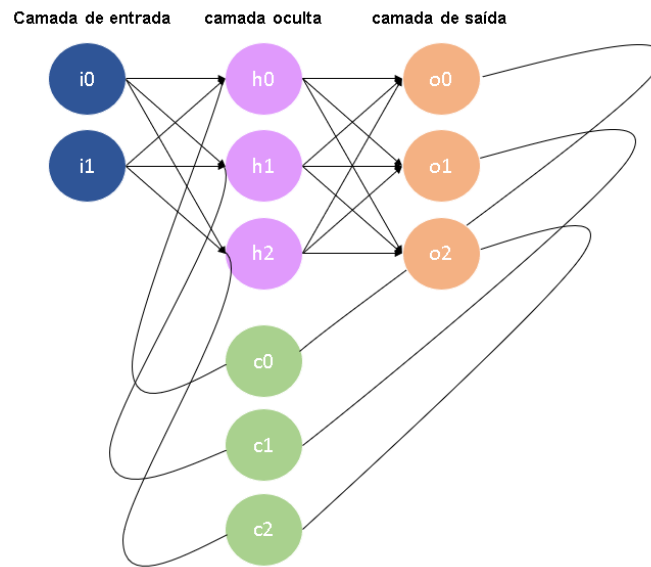 Camada de entrada camada oculta camada de saída
i0 h0 o0
i1 h1 o1
h2 o2
c0
c1
c2